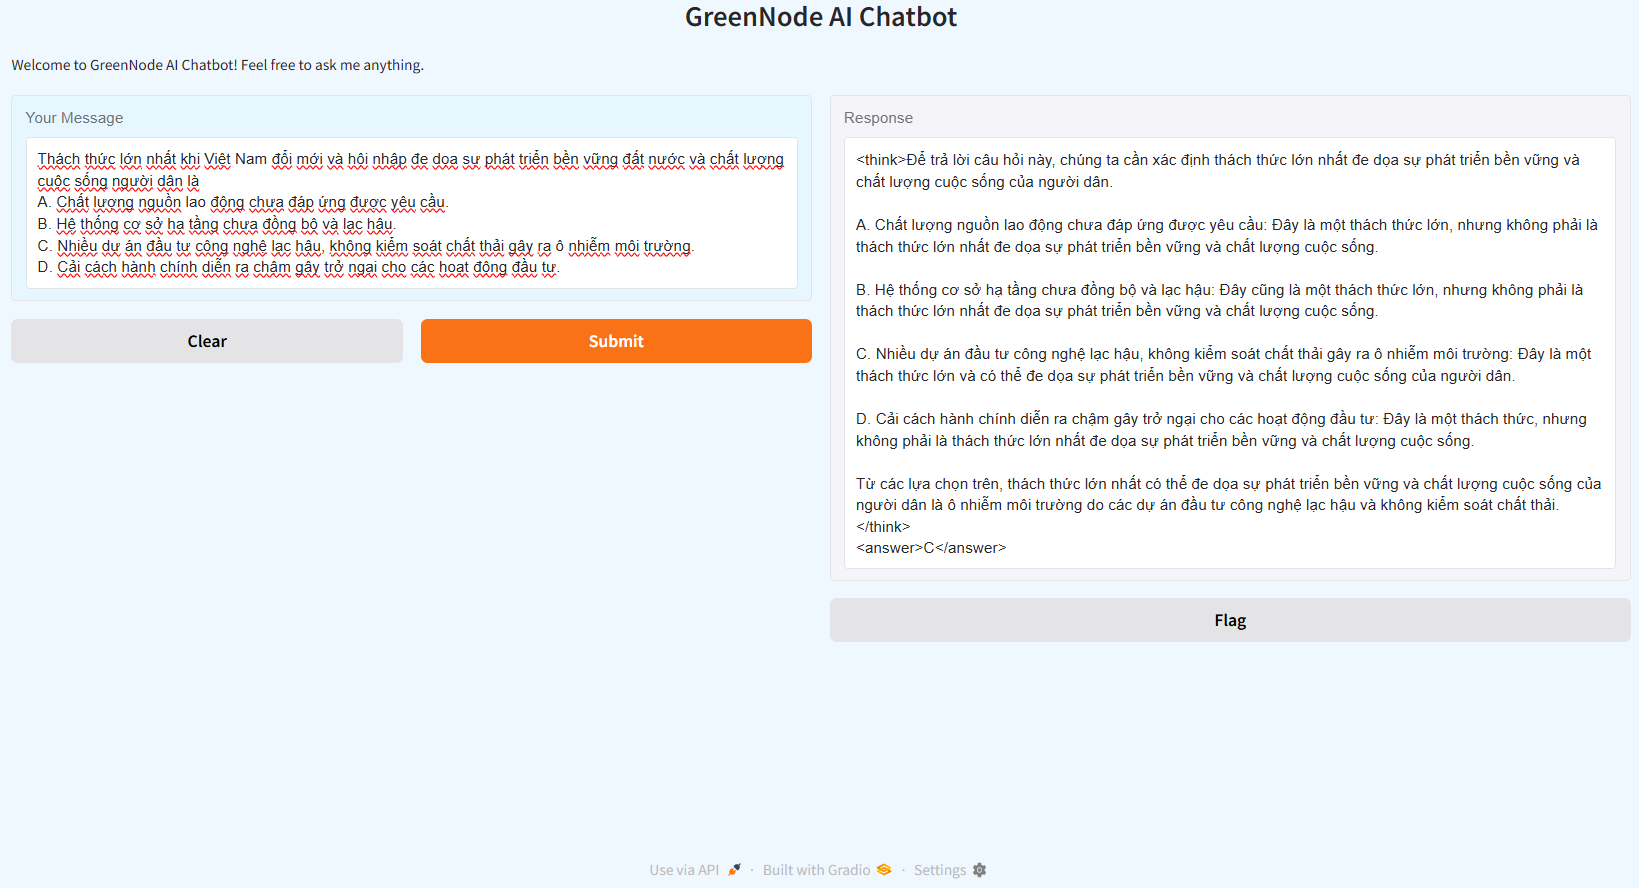 GreenNode AI Chatbot
Welcome to GreenNode AI Chatbot! Feel free to ask me anything.
Your Message
Thách thức lớn nhất khi Việt Nam đổi mới và hội nhập đe dọa sự phát triển bền vững đất nước và chất lượng
cuộc sống người dân là
A. Chất lượng nguồn lao động chưa đáp ứng được yêu cầu.
B. Hệ thống cơ sở hạ tầng chưa đồng bộ và lạc hậu.
C. Nhiều dự án đầu tư công nghệ lạc hậu, không kiểm soát chất thải gây ra ô nhiễm môi trường.
D. Cải cách hành chính diễn ra chậm gây trở ngại cho các hoạt động đầu tư.
Clear
Submit
Response
<think>Để trả lời câu hỏi này, chúng ta cần xác định thách thức lớn nhất đe dọa sự phát triển bền vững và
chất lượng cuộc sống của người dân.
A. Chất lượng nguồn lao động chưa đáp ứng được yêu cầu: Đây là một thách thức lớn, nhưng không phải là
thách thức lớn nhất đe dọa sự phát triển bền vững và chất lượng cuộc sống.
B. Hệ thống cơ sở hạ tầng chưa đồng bộ và lạc hậu: Đây cũng là một thách thức lớn, nhưng không phải là
thách thức lớn nhất đe dọa sự phát triển bền vững và chất lượng cuộc sống.
C. Nhiều dự án đầu tư công nghệ lạc hậu, không kiểm soát chất thải gây ra ô nhiễm môi trường: Đây là một
thách thức lớn và có thể đe dọa sự phát triển bền vững và chất lượng cuộc sống của người dân.
D. Cải cách hành chính diễn ra chậm gây trở ngại cho các hoạt động đầu tư: Đây là một thách thức, nhưng
không phải là thách thức lớn nhất đe dọa sự phát triển bền vững và chất lượng cuộc sống.
Từ các lựa chọn trên, thách thức lớn nhất có thể đe dọa sự phát triển bền vững và chất lượng cuộc sống của
người dân là ô nhiễm môi trường do các dự án đầu tư công nghệ lạc hậu và không kiểm soát chất thải.
</think>
<answer>C</answer>
Flag
Use via API · Built with Gradio · Settings